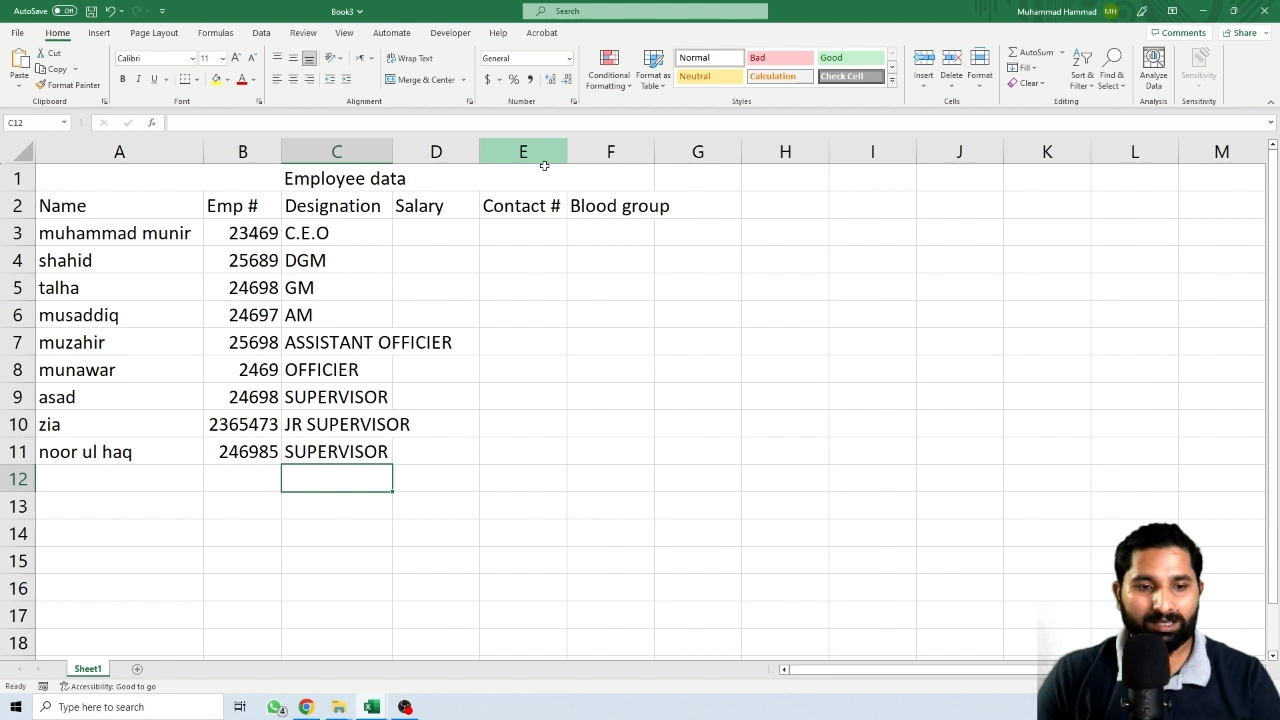 AutoSave Off Book3 Search Muhammad Hammad MH
File Home Insert Page Layout Formulas Data Review View Automate Developer Help Acrobat Comments Share
Paste Cut Copy Format Painter
Calibri 11
B I U
Wrap Text
Merge & Center
General
$ % ,
Conditional Formatting Format as Table
Normal Bad Good
Neutral Calculation Check Cell
Insert Delete Format
AutoSum Fill Clear
Sort & Filter Find & Select
Analyze Data
Sensitivity
Clipboard Font Alignment Number Styles Cells Editing Analysis Sensitivity
C12 fx
A B C D E F G H I J K L M
1 Employee data
2 Name Emp # Designation Salary Contact # Blood group
3 muhammad munir 23469 C.E.O
4 shahid 25689 DGM
5 talha 24698 GM
6 musaddiq 24697 AM
7 muzahir 25698 ASSISTANT OFFICIER
8 munawar 2469 OFFICIER
9 asad 24698 SUPERVISOR
10 zia 2365473 JR SUPERVISOR
11 noor ul haq 246985 SUPERVISOR
12
13
14
15
16
17
18
Sheet1
Ready Accessibility: Good to go
Type here to search 4